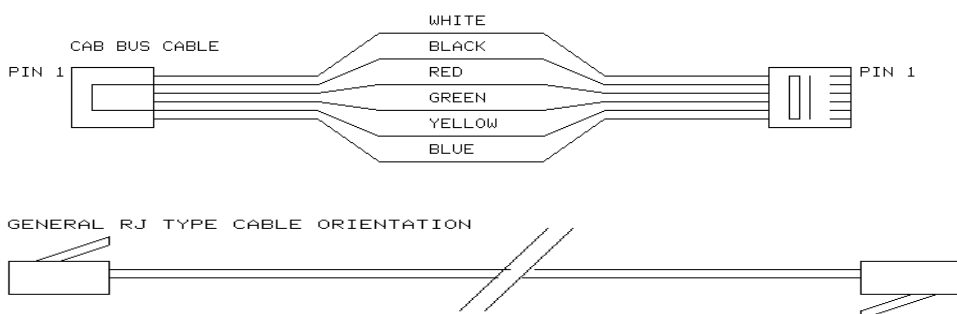 WHITE
CAB BUS CABLE
BLACK
PIN 1
RED
PIN 1
GREEN
YELLOW
BLUE
GENERAL RJ TYPE CABLE ORIENTATION